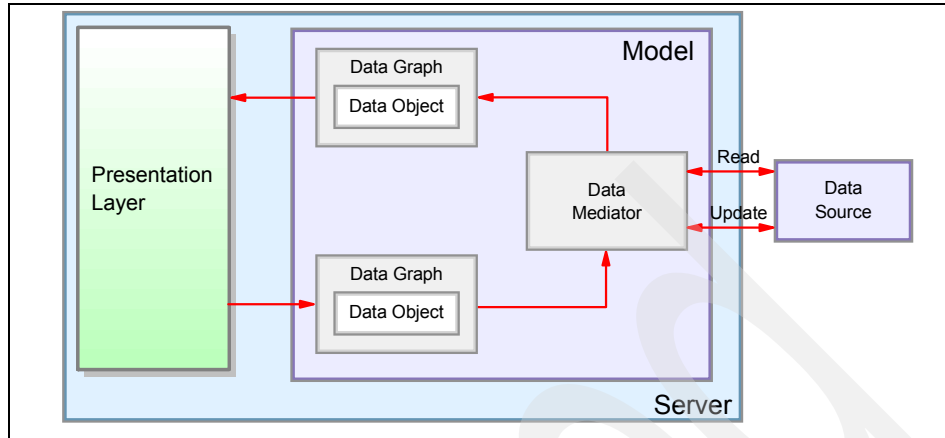 Model
Data Graph
Data Object
Presentation
Layer
Data
Mediator
Read
Update
Data
Source
Data Graph
Data Object
Server